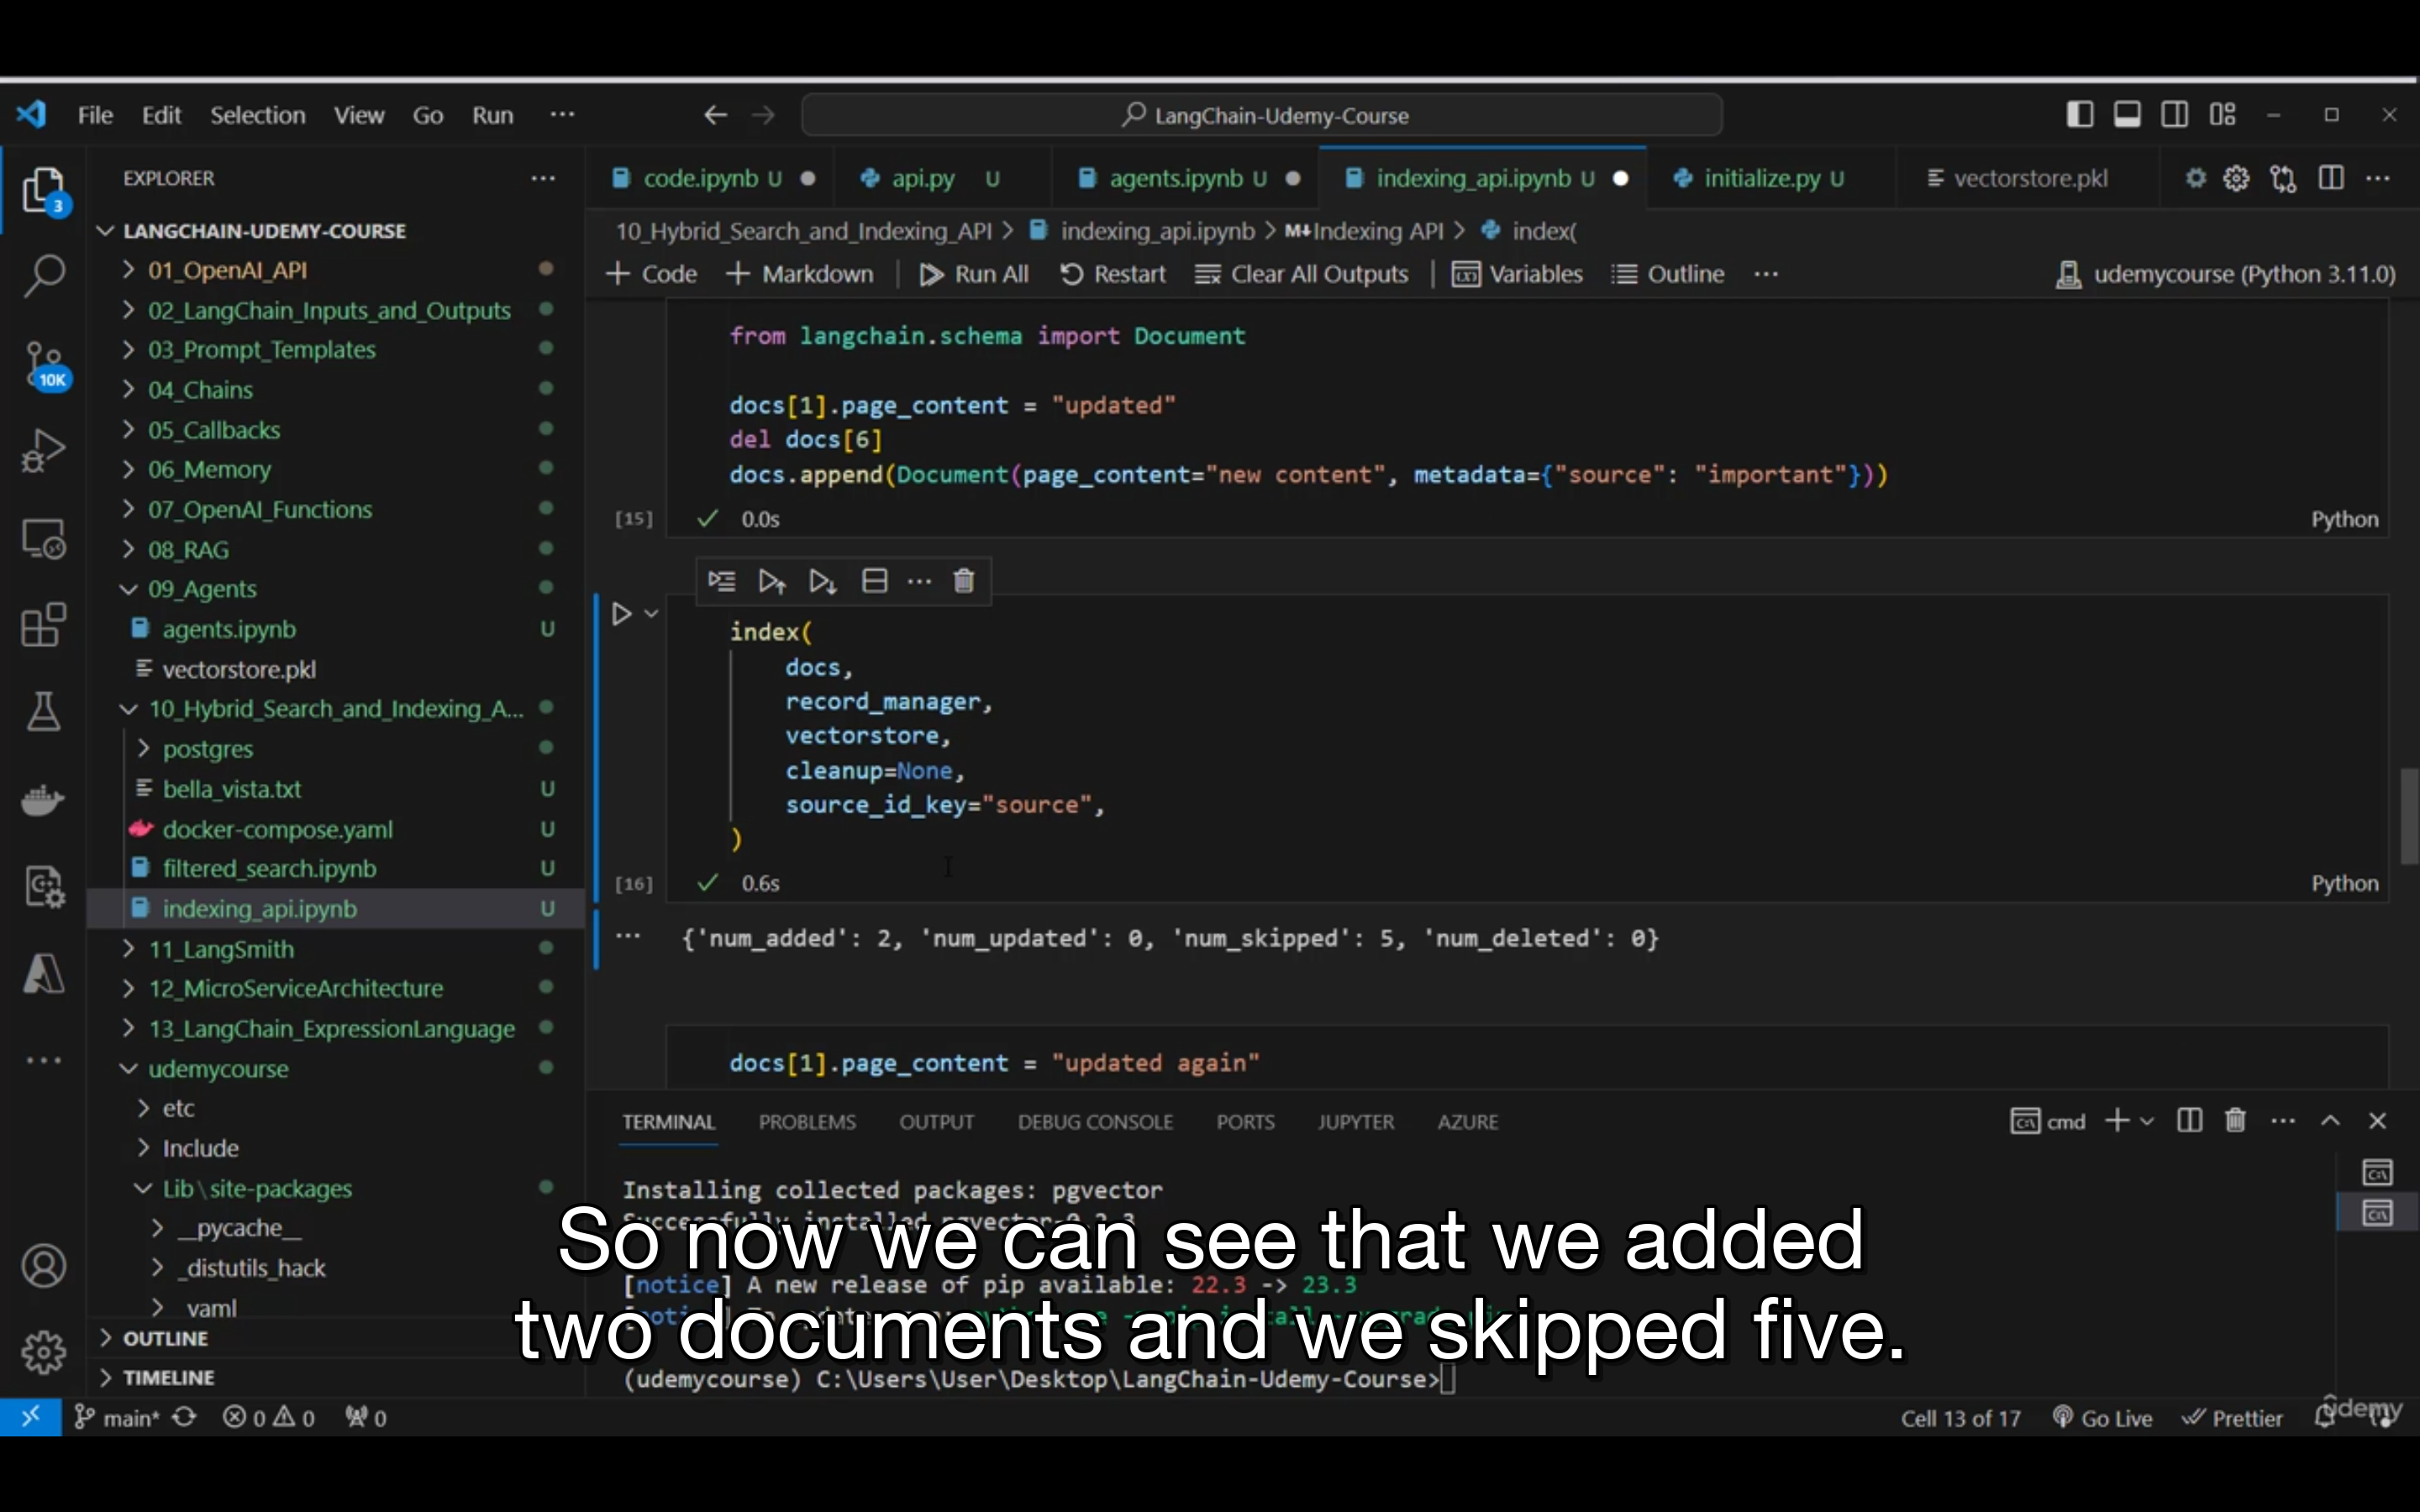 File Edit Selection View Go Run ...
LangChain-Udemy-Course
EXPLORER
LANGCHAIN-UDEMY-COURSE
01_OpenAI_API
02_LangChain_Inputs_and_Outputs
03_Prompt_Templates
04_Chains
05_Callbacks
06_Memory
07_OpenAI_Functions
08_RAG
09_Agents
agents.ipynb U
vectorstore.pkl
10_Hybrid_Search_and_Indexing_A...
postgres
bella_vista.txt U
docker-compose.yaml U
filtered_search.ipynb U
indexing_api.ipynb U
11_LangSmith
12_MicroServiceArchitecture
13_LangChain_ExpressionLanguage
udemycourse
etc
Include
Lib\site-packages
__pycache__
_distutils_hack
yaml
OUTLINE
TIMELINE
3
10K
code.ipynb U api.py U agents.ipynb U indexing_api.ipynb U initialize.py U vectorstore.pkl
10_Hybrid_Search_and_Indexing_API > indexing_api.ipynb > M↓Indexing API > index(
+ Code + Markdown | Run All Restart Clear All Outputs | Variables Outline ... udemycourse (Python 3.11.0)
from langchain.schema import Document
docs[1].page_content = "updated"
del docs[6]
docs.append(Document(page_content="new content", metadata={"source": "important"}))
[15] ✓ 0.0s Python
index(
docs,
record_manager,
vectorstore,
cleanup=None,
source_id_key="source",
)
[16] ✓ 0.6s Python
{'num_added': 2, 'num_updated': 0, 'num_skipped': 5, 'num_deleted': 0}
docs[1].page_content = "updated again"
TERMINAL PROBLEMS OUTPUT DEBUG CONSOLE PORTS JUPYTER AZURE
cmd
Installing collected packages: pgvector
Successfully installed pgvector-0.2.3
So now we can see that we added
[notice] A new release of pip available: 22.3 -> 23.3
two documents and we skipped five.
(udemycourse) C:\Users\User\Desktop\LangChain-Udemy-Course>
main* 0 0 0
Cell 13 of 17 Go Live Prettier
udemy